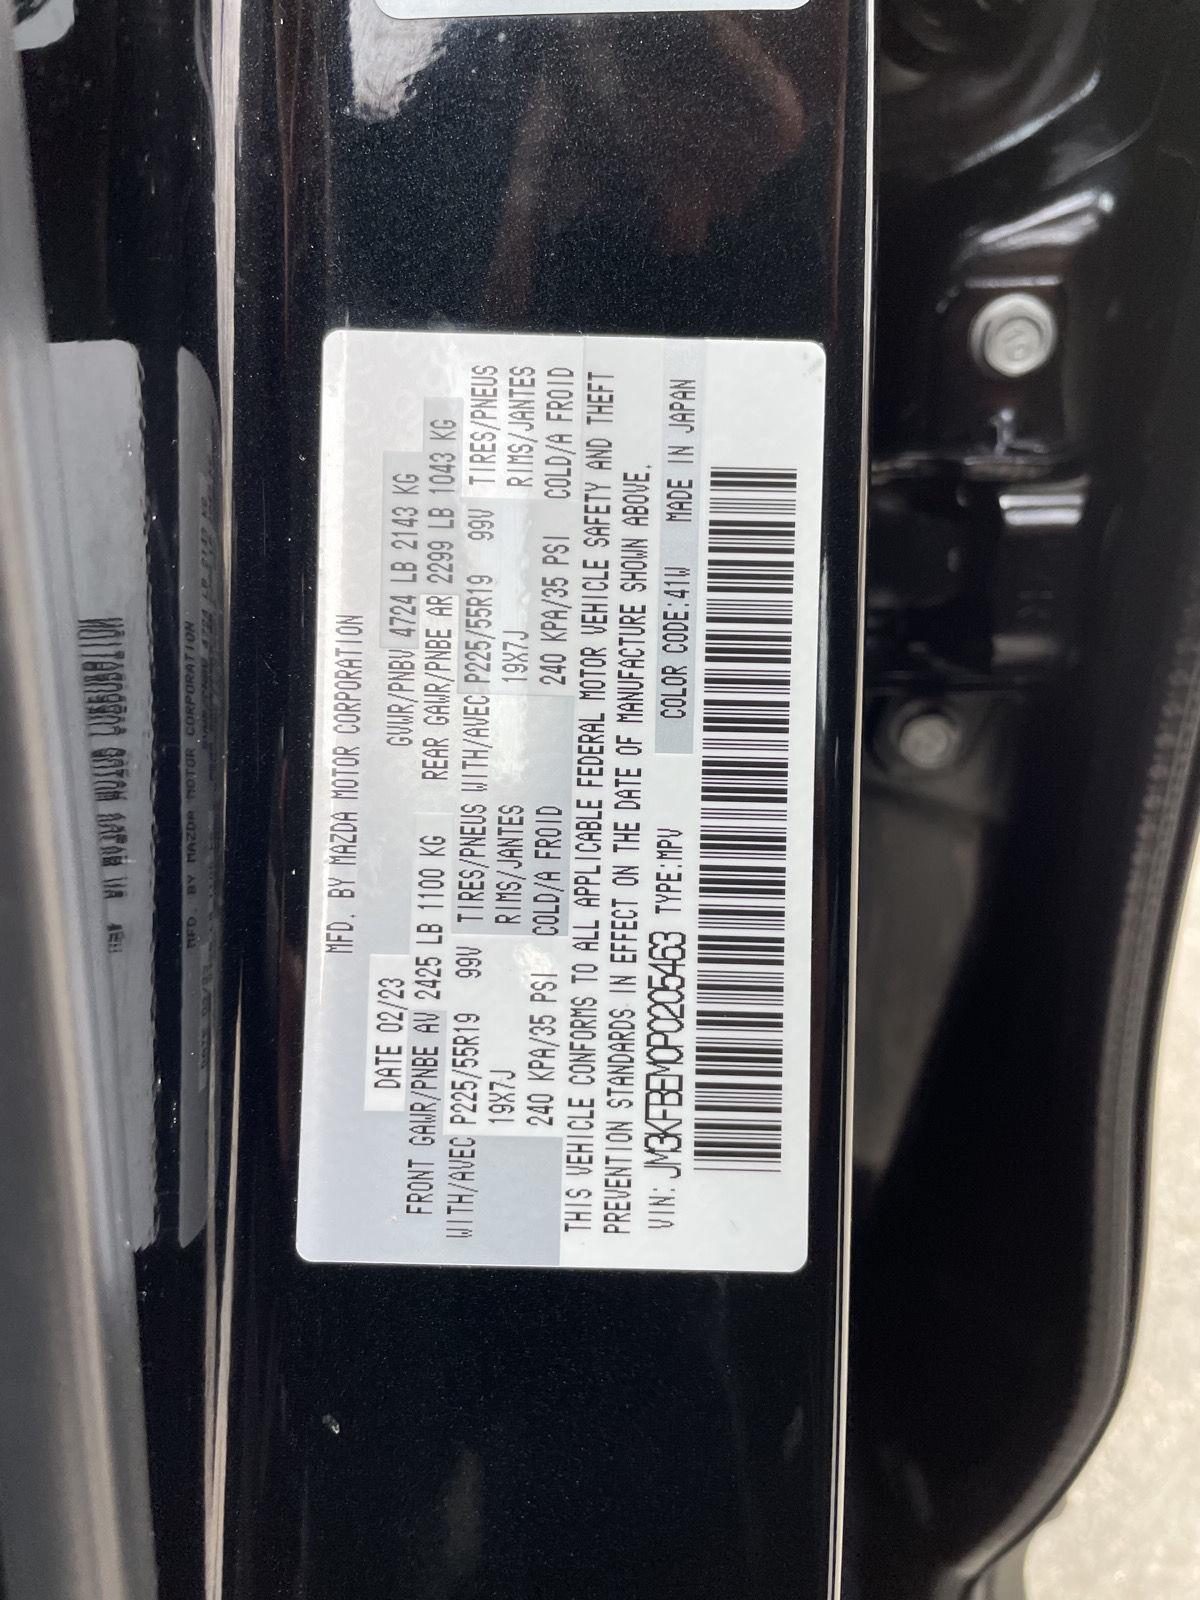 MFD. BY MAZDA MOTOR CORPORATION
DATE 02/23 GVWR/PNBV 4724 LB 2143 KG
FRONT GAWR/PNBE AV 2425 LB 1100 KG REAR GAWR/PNBE AR 2299 LB 1043 KG
WITH/AVEC P225/55R19 99V TIRES/PNEUS WITH/AVEC P225/55R19 99V TIRES/PNEUS
19X7J RIMS/JANTES 19X7J RIMS/JANTES
240 KPA/35 PSI COLD/A FROID 240 KPA/35 PSI COLD/A FROID
THIS VEHICLE CONFORMS TO ALL APPLICABLE FEDERAL MOTOR VEHICLE SAFETY AND THEFT
PREVENTION STANDARDS IN EFFECT ON THE DATE OF MANUFACTURE SHOWN ABOVE.
VIN: JM3KFBEM0P0205463 TYPE:MPV COLOR CODE:41W MADE IN JAPAN
MFD. BY MAZDA MOTOR CORPORATION